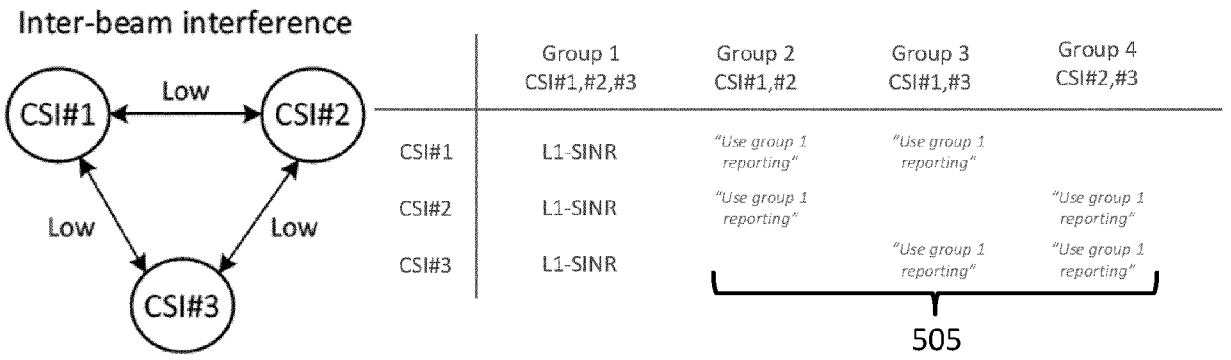 Inter-beam interference
CSI#1
Low
CSI#2
Low
Low
CSI#3
Group 1
CSI#1,#2,#3
Group 2
CSI#1,#2
Group 3
CSI#1,#3
Group 4
CSI#2,#3
CSI#1
L1-SINR
"Use group 1
reporting"
"Use group 1
reporting"
CSI#2
L1-SINR
"Use group 1
reporting"
"Use group 1
reporting"
CSI#3
L1-SINR
"Use group 1
reporting"
"Use group 1
reporting"
505